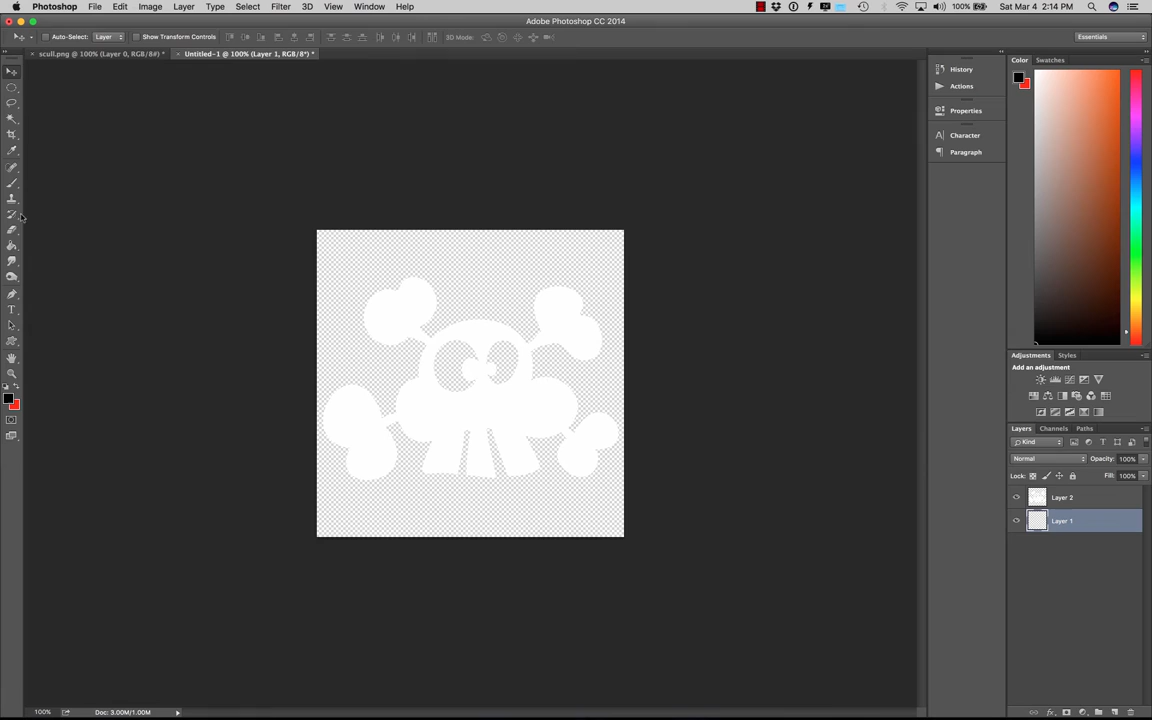 Photoshop File Edit Image Layer Type Select Filter 3D View Window Help 100% Sat Mar 4 2:14 PM
Adobe Photoshop CC 2014
Auto-Select: Layer Show Transform Controls 3D Mode: Essentials
scull.png @ 100% (Layer 0, RGB/8#) * Untitled-1 @ 100% (Layer 1, RGB/8*) *
History
Actions
Properties
Character
Paragraph
Color Swatches
Adjustments Styles
Add an adjustment
Layers Channels Paths
Kind
Normal Opacity: 100%
Lock: Fill: 100%
Layer 2
Layer 1
100% Doc: 3.00M/1.00M